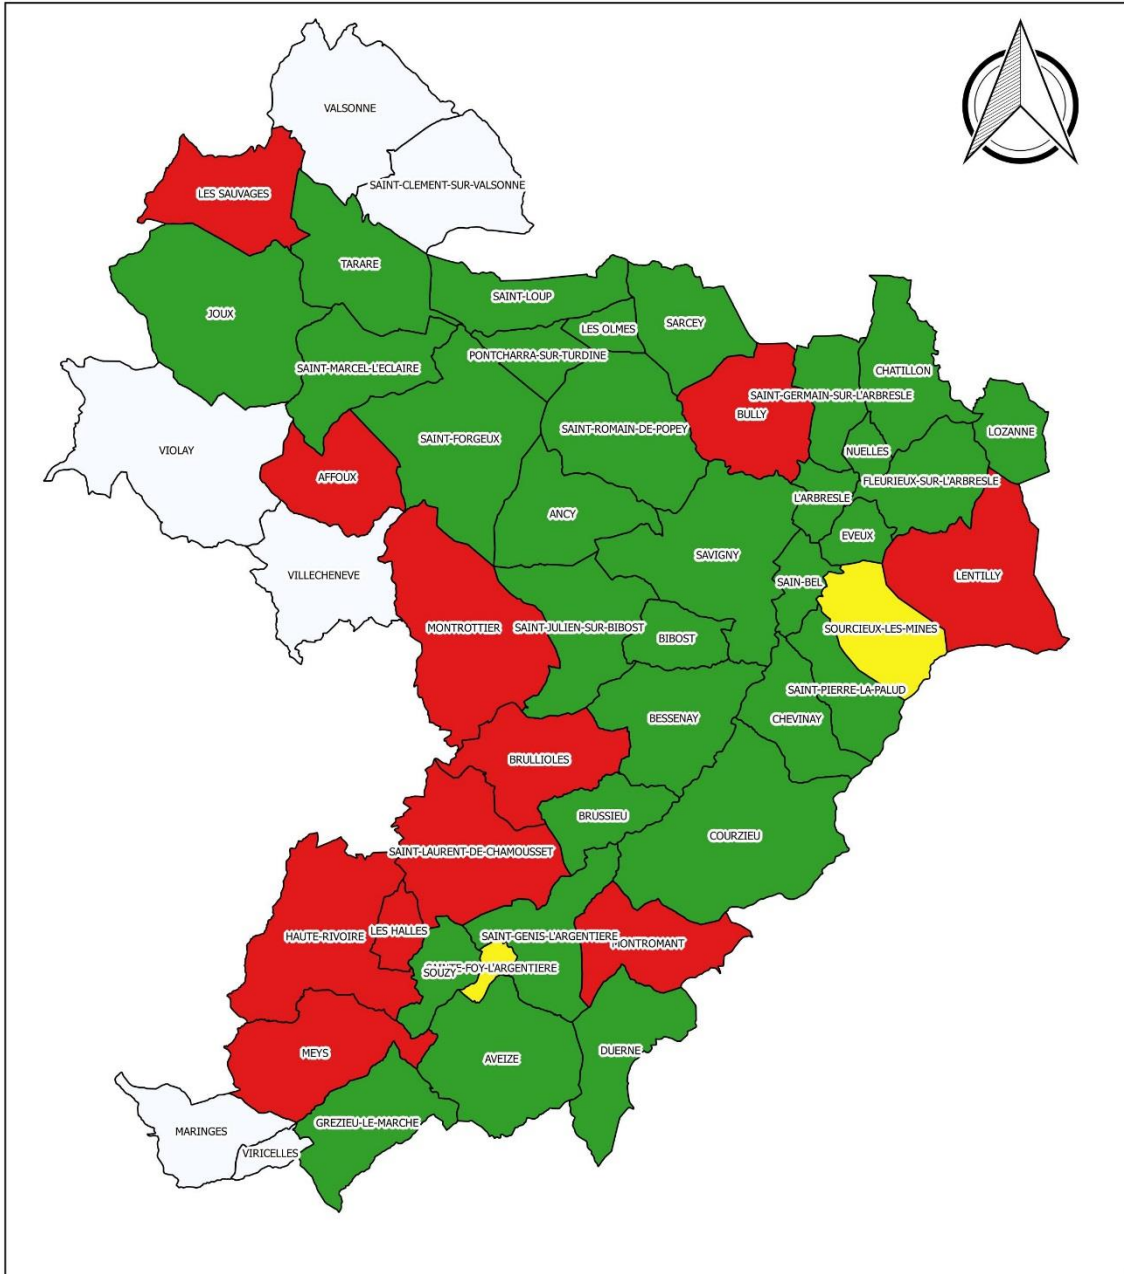 VALSONNE
SAINT-CLEMENT-SUR-VALSONNE
LES SAUVAGES
TARARE
SAINT-LOUP
JOUX
LES OLMES
SARCEY
PONTCHARRA-SUR-TURDINE
SAINT-MARCEL-L'ECLAIRE
CHATILLON
SAINT-GERMAIN-SUR-L'ARBRESLE
BULLY
SAINT-ROMAIN-DE-POPEY
LOZANNE
SAINT-FORGEUX
VIOLAY
NUELLES
AFFOUX
FLEURIEUX-SUR-L'ARBRESLE
L'ARBRESLE
ANCY
EVEUX
SAVIGNY
VILLECHENEVE
SAIN-BEL
LENTILLY
MONTROTTIER
SAINT-JULIEN-SUR-BIBOST
SOURCIEUX-LES-MINES
BIBOST
SAINT-PIERRE-LA-PALUD
BESSENAY
CHEVINAY
BRULLIOLES
BRUSSIEU
COURZIEU
SAINT-LAURENT-DE-CHAMOUSSET
LES HALLES
HAUTE-RIVOIRE
SAINT-GENIS-L'ARGENTIERE
MONTROMANT
SOUZY
SAINTE-FOY-L'ARGENTIERE
DUERNE
MEYS
AVEIZE
GREZIEU-LE-MARCHE
MARINGES
VIRICELLES